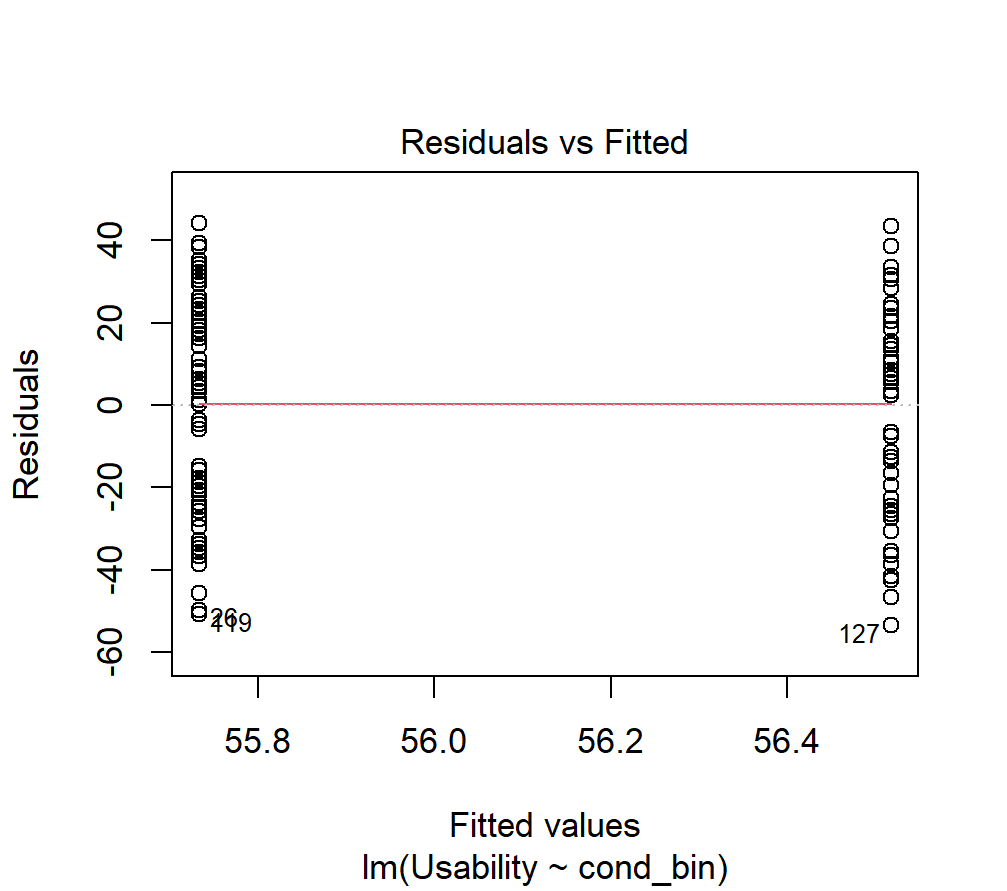 Residuals vs Fitted
Residuals
40
20
0
-20
-40
-60
26
119
127
55.8 56.0 56.2 56.4
Fitted values
lm(Usability ~ cond_bin)